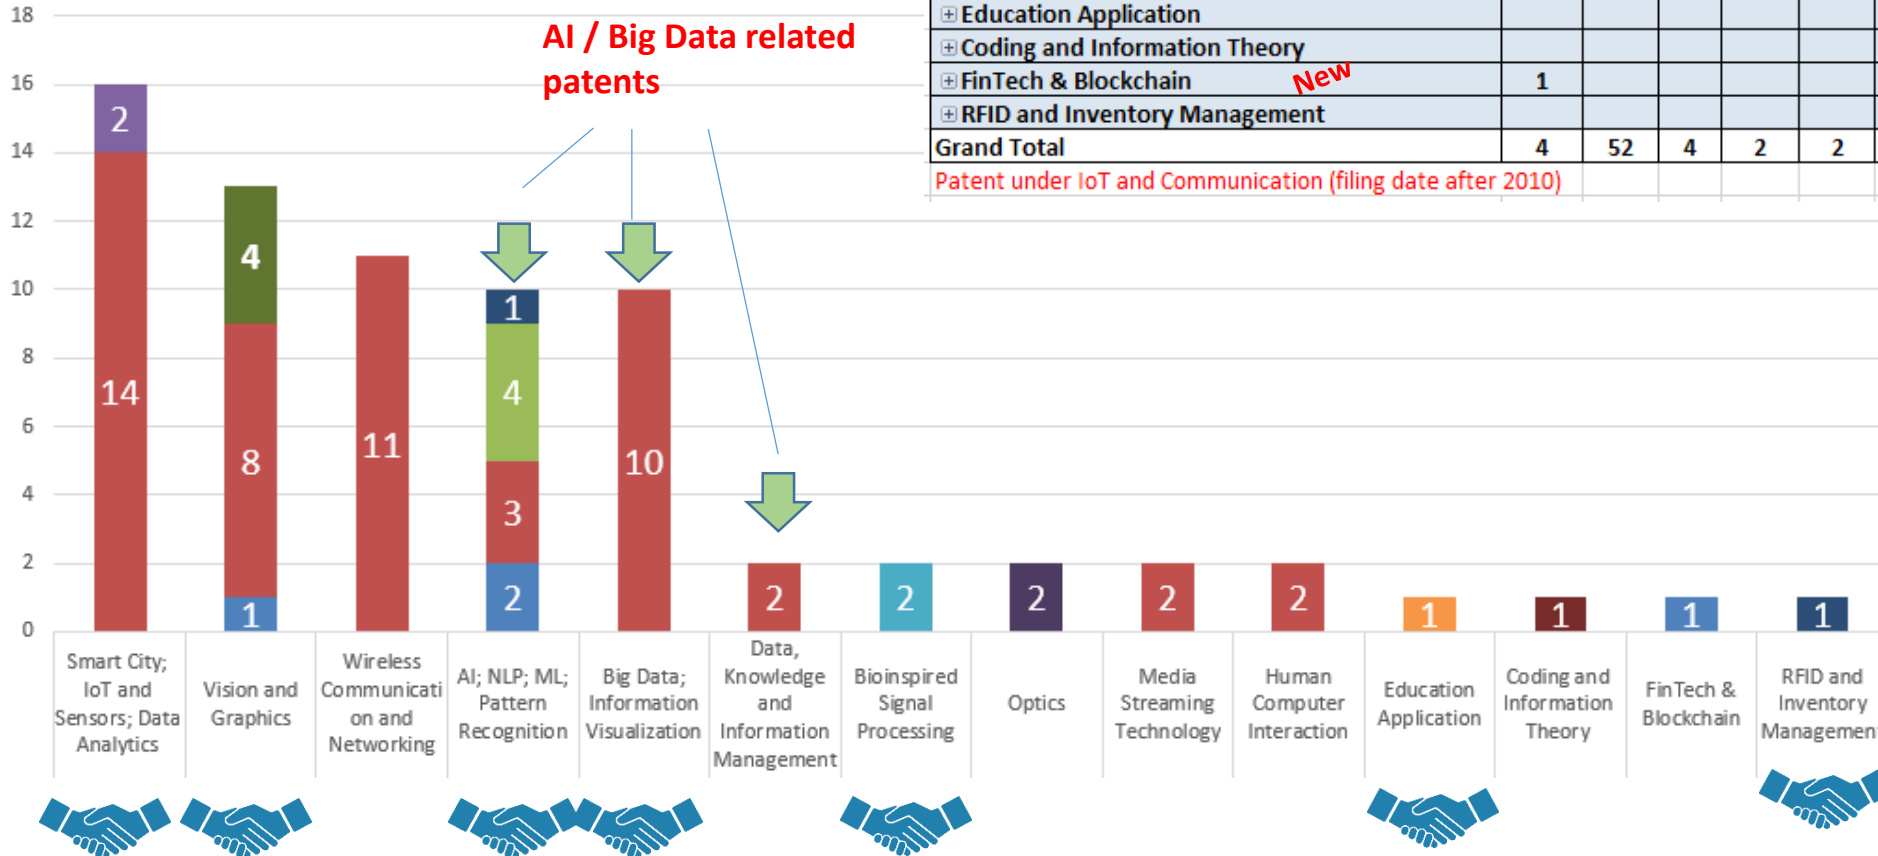 AI / Big Data related
patents
Education Application
Coding and Information Theory
FinTech & Blockchain New 1
RFID and Inventory Management
Grand Total 4 52 4 2 2
Patent under IoT and Communication (filing date after 2010)
18
16
14
12
10
8
6
4
2
0
2
14
4
8
1
11
1
4
3
2
10
2
2
2
2
2
1
1
1
1
Smart City;
IoT and
Sensors; Data
Analytics
Vision and
Graphics
Wireless
Communicati
on and
Networking
AI; NLP; ML;
Pattern
Recognition
Big Data;
Information
Visualization
Data,
Knowledge
and
Information
Management
Bioinspired
Signal
Processing
Optics
Media
Streaming
Technology
Human
Computer
Interaction
Education
Application
Coding and
Information
Theory
FinTech &
Blockchain
RFID and
Inventory
Management